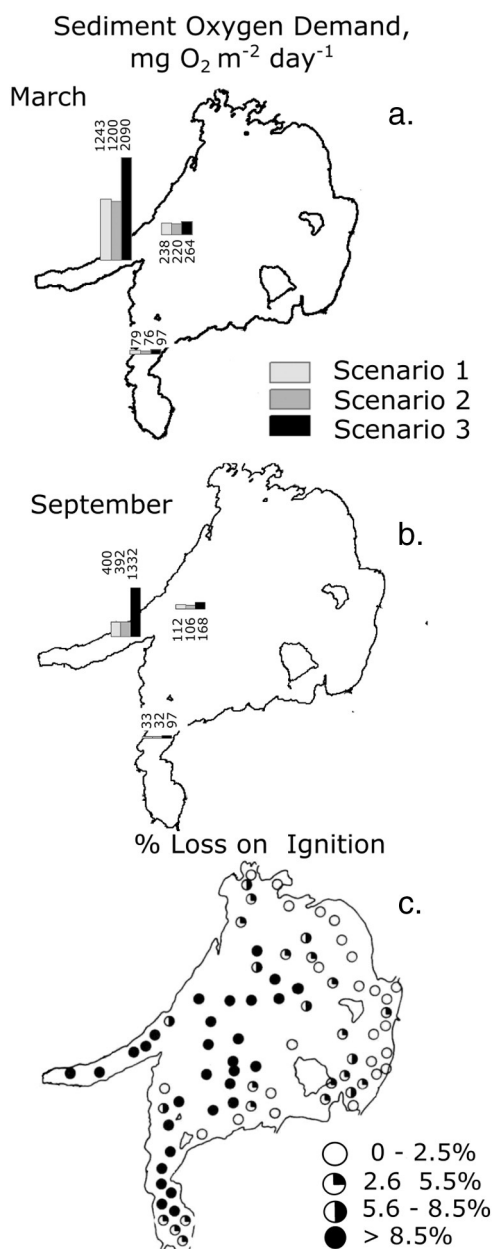 Sediment Oxygen Demand,
mg O₂ m⁻² day⁻¹
March
a.
1243
1200
2090
238
220
264
79
76
97
Scenario 1
Scenario 2
Scenario 3
September
b.
400
392
1332
112
106
168
33
32
97
% Loss on Ignition
c.
0 - 2.5%
2.6 5.5%
5.6 - 8.5%
> 8.5%